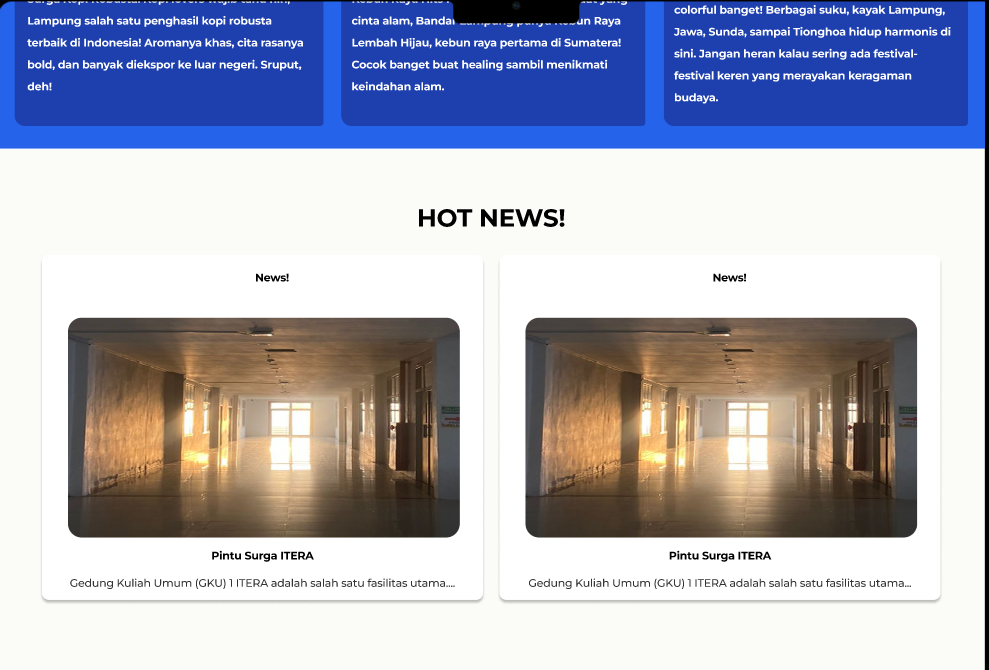 Lampung salah satu penghasil kopi robusta
terbaik di Indonesia! Aromanya khas, cita rasanya
bold, dan banyak diekspor ke luar negeri. Sruput,
deh!
cinta alam, Bandar Lampung punya Kebun Raya
Lembah Hijau, kebun raya pertama di Sumatera!
Cocok banget buat healing sambil menikmati
keindahan alam.
colorful banget! Berbagai suku, kayak Lampung,
Jawa, Sunda, sampai Tionghoa hidup harmonis di
sini. Jangan heran kalau sering ada festival-
festival keren yang merayakan keragaman
budaya.
HOT NEWS!
News!
Pintu Surga ITERA
Gedung Kuliah Umum (GKU) 1 ITERA adalah salah satu fasilitas utama....
News!
Pintu Surga ITERA
Gedung Kuliah Umum (GKU) 1 ITERA adalah salah satu fasilitas utama...